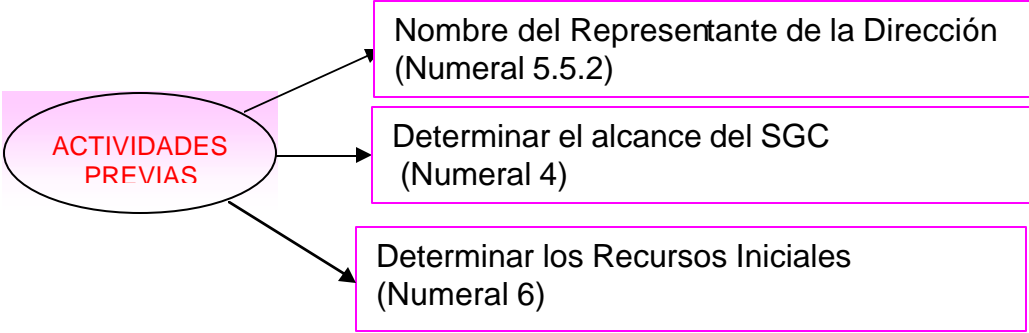 Nombre del Representante de la Dirección
(Numeral 5.5.2)
ACTIVIDADES
PREVIAS
Determinar el alcance del SGC
(Numeral 4)
Determinar los Recursos Iniciales
(Numeral 6)